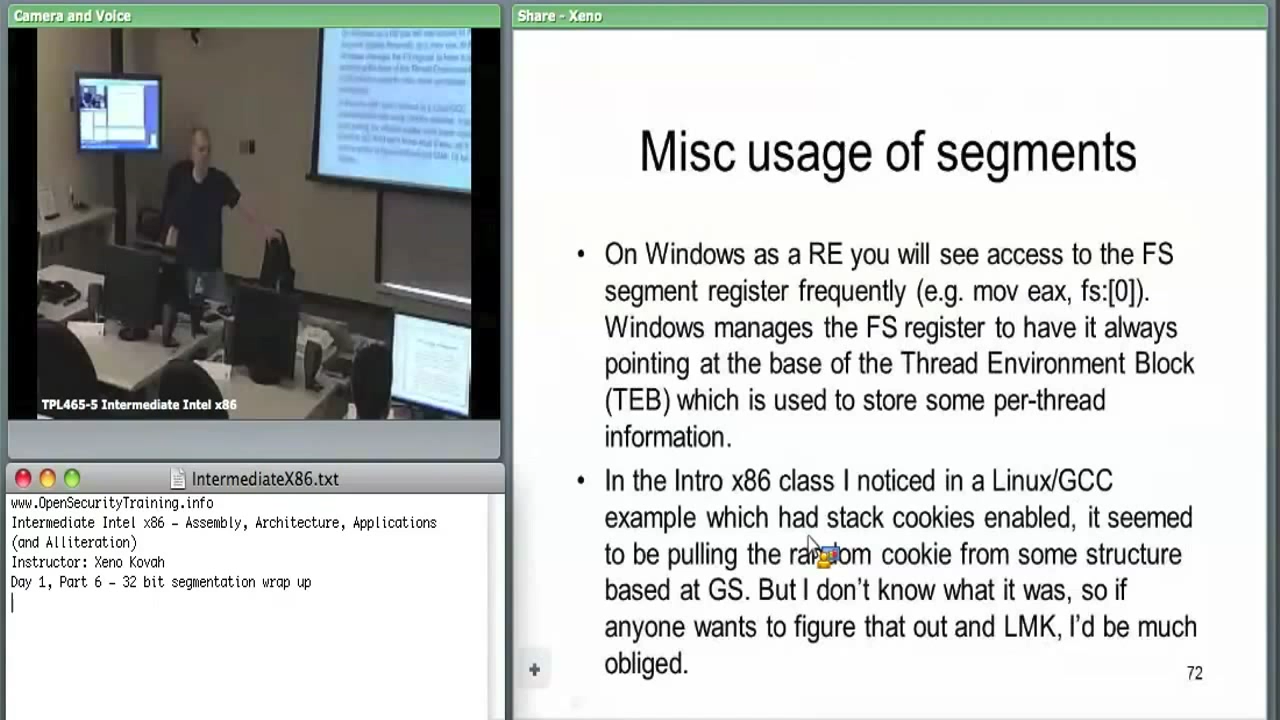 Camera and Voice
TPL465-5 Intermediate Intel x86
IntermediateX86.txt
www.OpenSecurityTraining.info
Intermediate Intel x86 – Assembly, Architecture, Applications
(and Alliteration)
Instructor: Xeno Kovah
Day 1, Part 6 – 32 bit segmentation wrap up
Share - Xeno
Misc usage of segments
• On Windows as a RE you will see access to the FS
segment register frequently (e.g. mov eax, fs:[0]).
Windows manages the FS register to have it always
pointing at the base of the Thread Environment Block
(TEB) which is used to store some per-thread
information.
• In the Intro x86 class I noticed in a Linux/GCC
example which had stack cookies enabled, it seemed
to be pulling the random cookie from some structure
based at GS. But I don't know what it was, so if
anyone wants to figure that out and LMK, I'd be much
obliged.
72